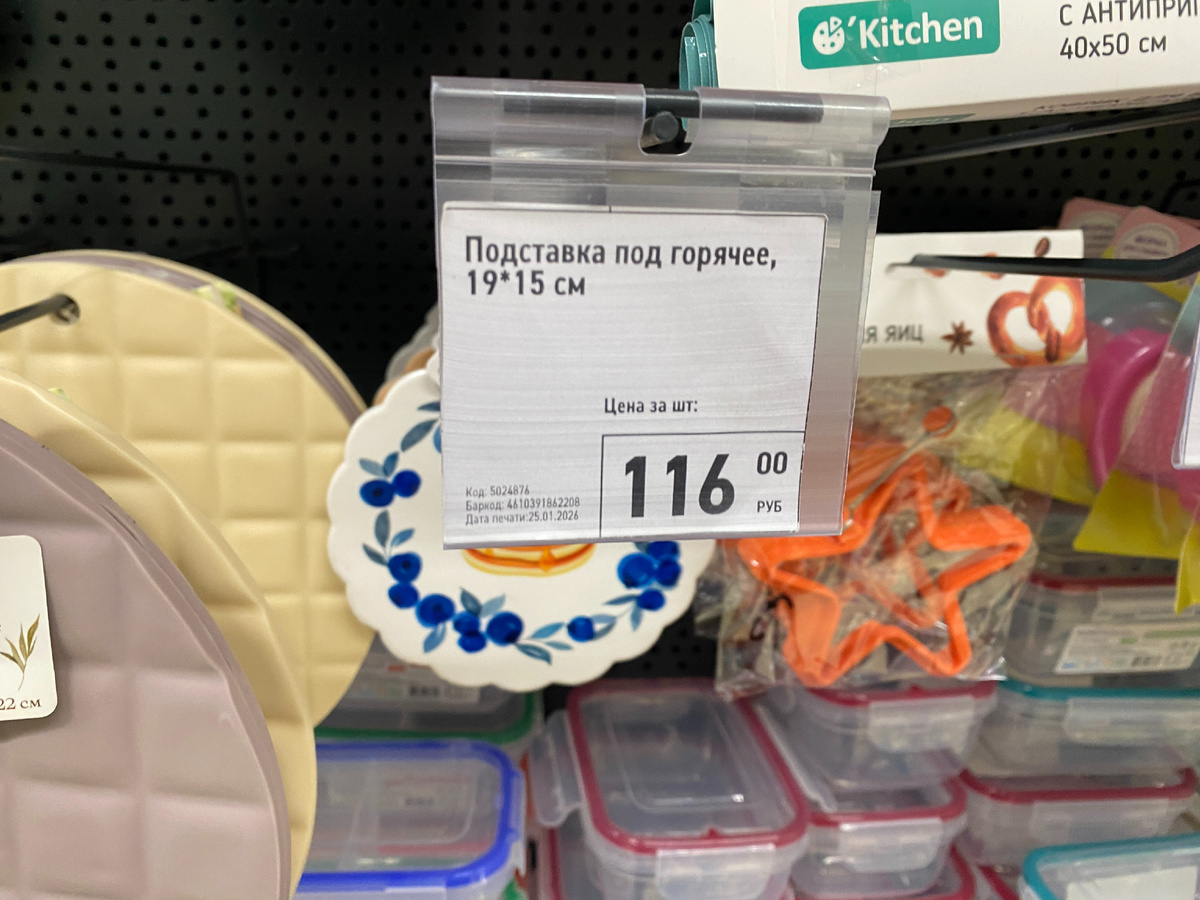 Kitchen
С АНТИПРИ
40х50 см
Подставка под горячее,
19*15 см
Цена за шт:
116 00
РУБ
Код: 5024876
Баркод: 4610391862208
Дата печати:25.01.2026
Я ЯИЦ
22 см